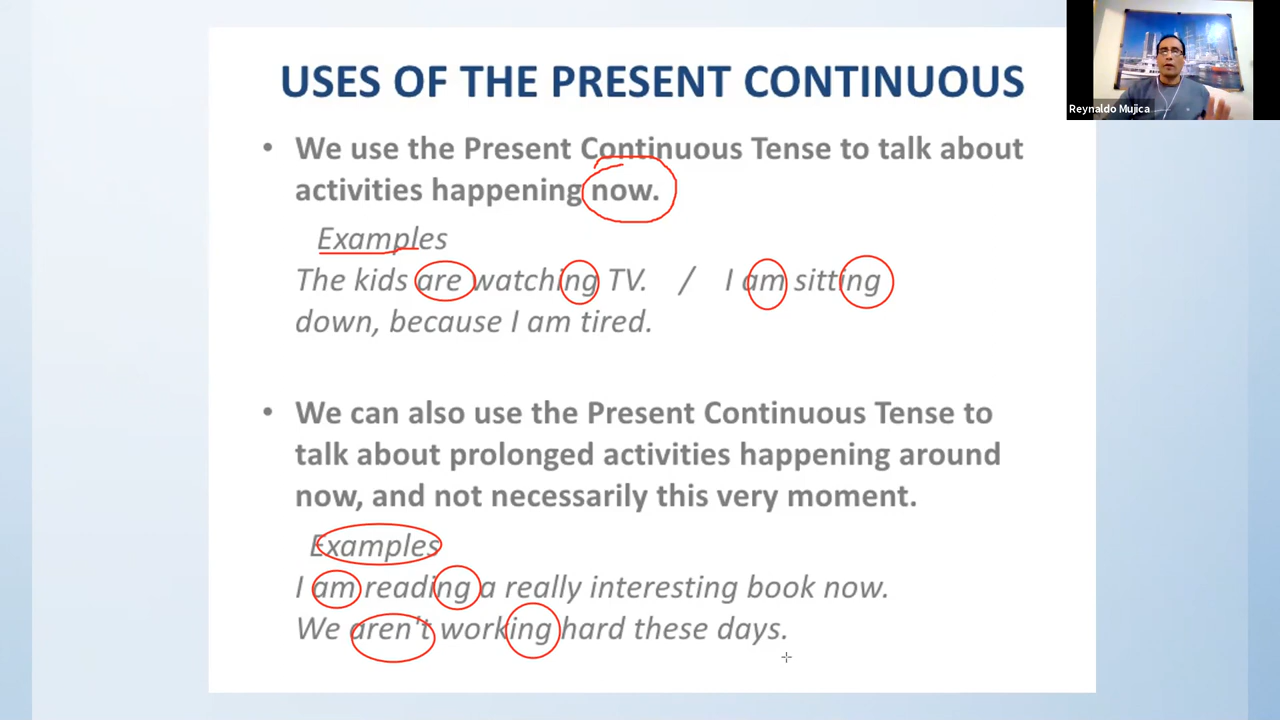 USES OF THE PRESENT CONTINUOUS
Reynaldo Mujica
• We use the Present Continuous Tense to talk about
activities happening now.
Examples
The kids are watching TV. / I am sitting
down, because I am tired.
• We can also use the Present Continuous Tense to
talk about prolonged activities happening around
now, and not necessarily this very moment.
Examples
I am reading a really interesting book now.
We aren't working hard these days.